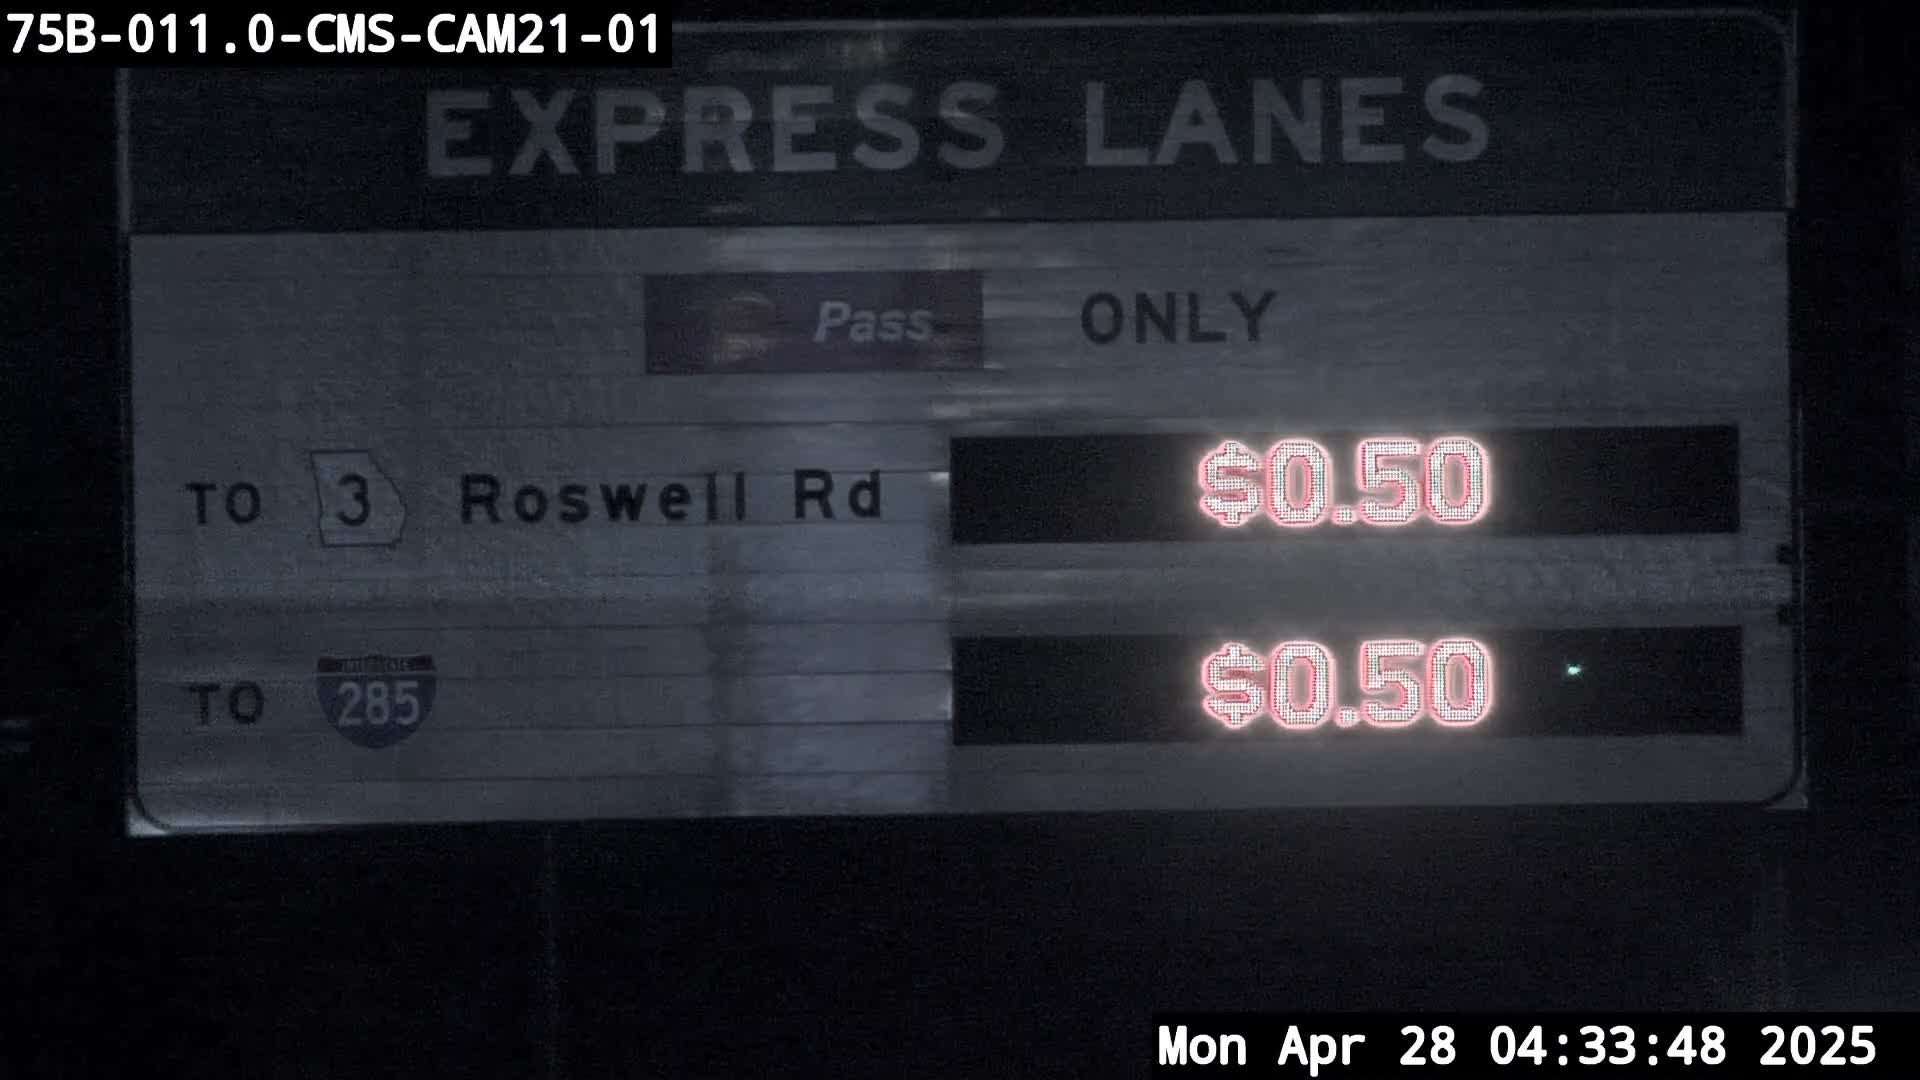 75B-011.0-CMS-CAM21-01
EXPRESS LANES
Pass ONLY
TO 3 Roswell Rd $0.50
TO 285 $0.50
Mon Apr 28 04:33:48 2025